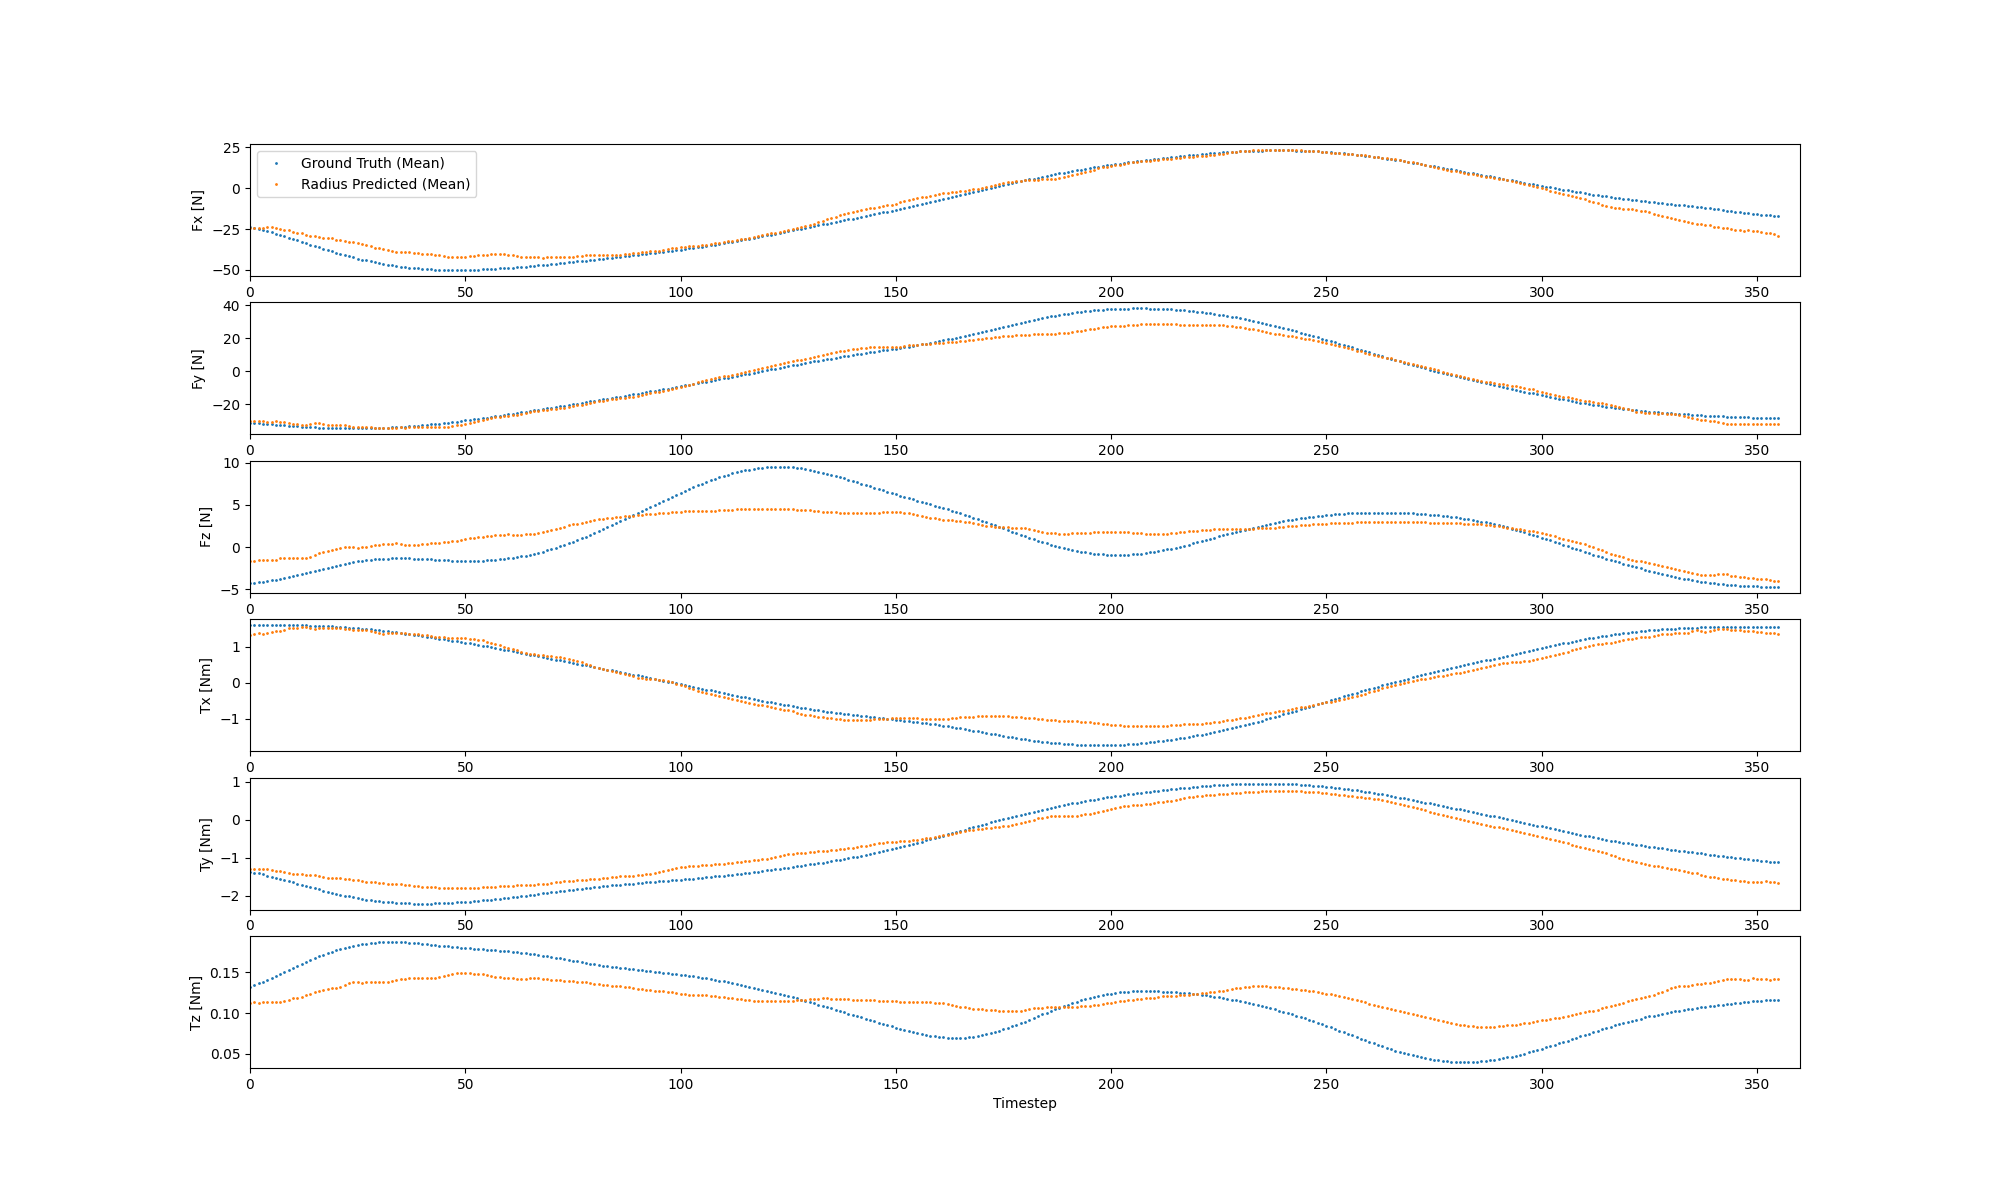 Fx [N]
25
0
−25
−50
Ground Truth (Mean)
Radius Predicted (Mean)
0 50 100 150 200 250 300 350
Fy [N]
40
20
0
−20
0 50 100 150 200 250 300 350
Fz [N]
10
5
0
−5
0 50 100 150 200 250 300 350
Tx [Nm]
1
0
−1
0 50 100 150 200 250 300 350
Ty [Nm]
1
0
−1
−2
0 50 100 150 200 250 300 350
Tz [Nm]
0.15
0.10
0.05
0 50 100 150 200 250 300 350
Timestep